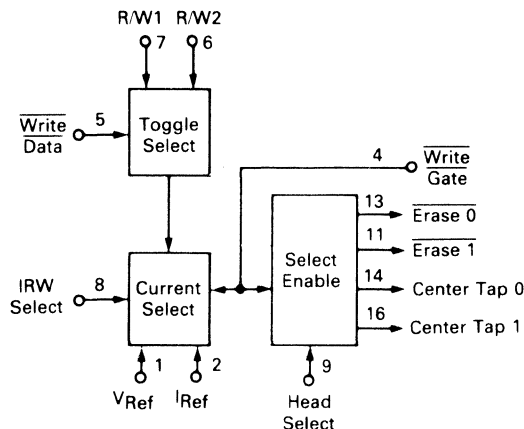 R/W1 R/W2
7 6
5
Write
Data
Toggle
Select
4
Write
Gate
13
Erase 0
11
Erase 1
Select
Enable
14
Center Tap 0
16
Center Tap 1
IRW
Select
8
Current
Select
1 2
VRef IRef
9
Head
Select